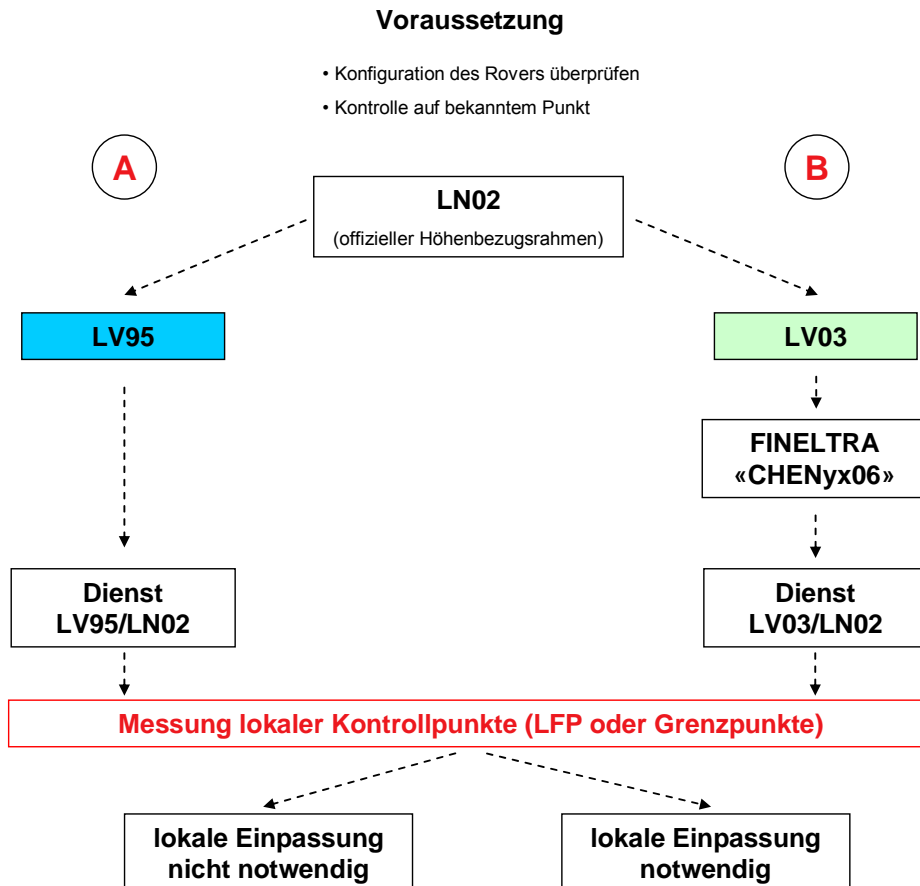 Voraussetzung
• Konfiguration des Rovers überprüfen
• Kontrolle auf bekanntem Punkt
A
B
LN02
(offizieller Höhenbezugsrahmen)
LV95
LV03
FINELTRA
«CHENyx06»
Dienst
LV95/LN02
Dienst
LV03/LN02
Messung lokaler Kontrollpunkte (LFP oder Grenzpunkte)
lokale Einpassung
nicht notwendig
lokale Einpassung
notwendig